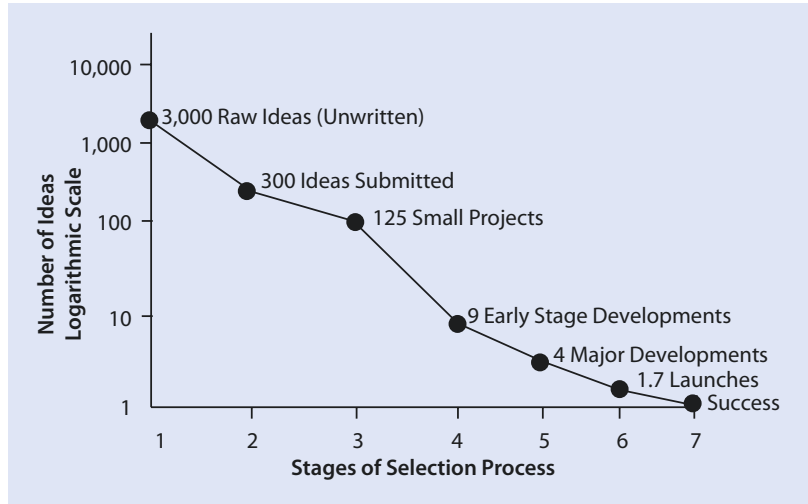 10,000
3,000 Raw Ideas (Unwritten)
1,000
300 Ideas Submitted
100
125 Small Projects
Number of Ideas
Logarithmic Scale
10
9 Early Stage Developments
4 Major Developments
1.7 Launches
1
Success
1 2 3 4 5 6 7
Stages of Selection Process